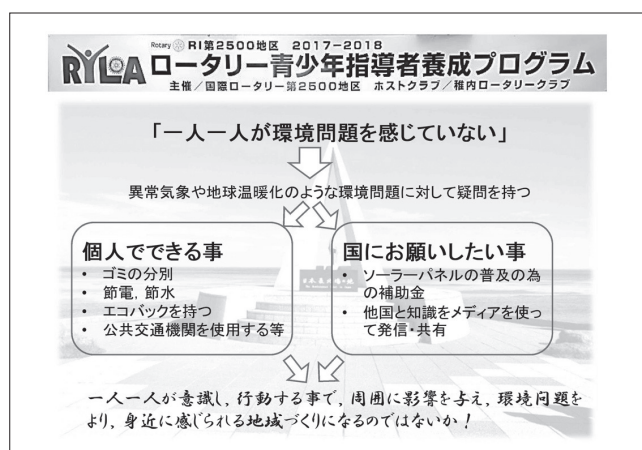 RYLA
Rotary RI第2500地区 2017-2018
ロータリー青少年指導者養成プログラム
主催/国際ロータリー第2500地区 ホストクラブ/稚内ロータリークラブ
「一人一人が環境問題を感じていない」
異常気象や地球温暖化のような環境問題に対して疑問を持つ
個人でできる事
• ゴミの分別
• 節電,節水
• エコバックを持つ
• 公共交通機関を使用する等
国にお願いしたい事
• ソーラーパネルの普及の為
の補助金
• 他国と知識をメディアを使っ
て発信・共有
一人一人が意識し,行動する事で,周囲に影響を与え,環境問題を
より,身近に感じられる地域づくりになるのではないか!